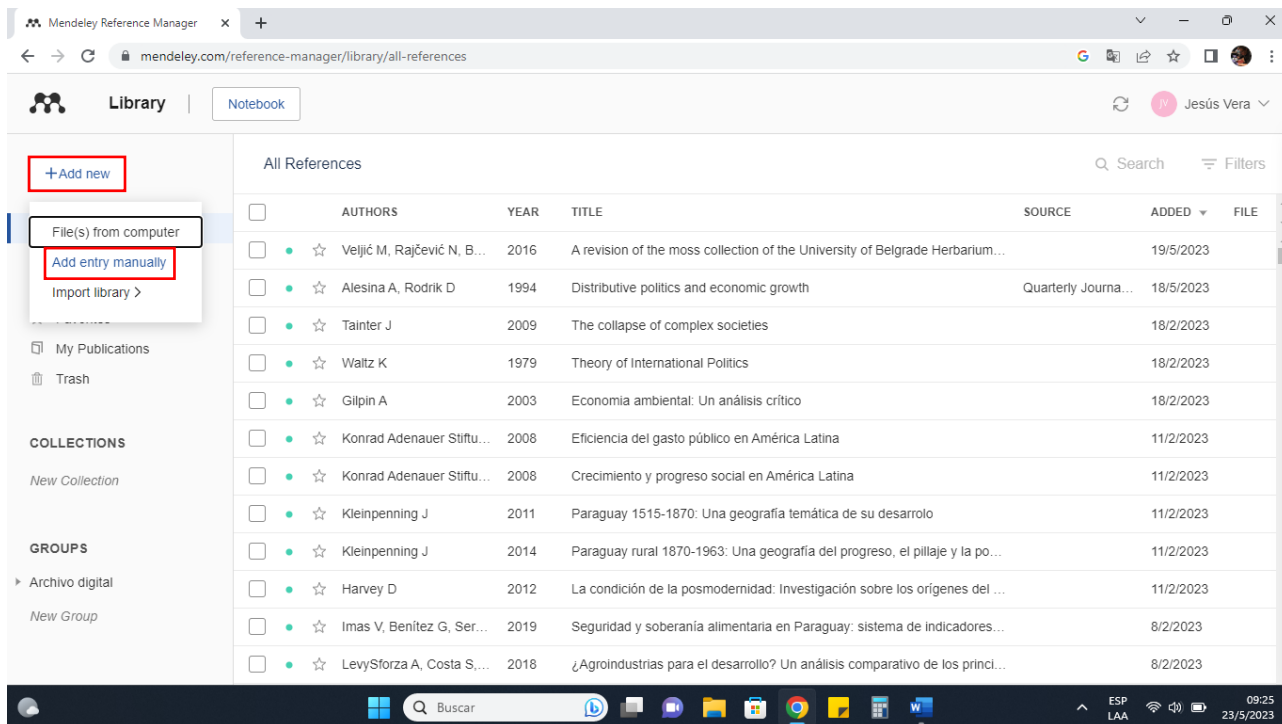 Mendeley Reference Manager
mendeley.com/reference-manager/library/all-references
Library | Notebook
JV Jesús Vera
+Add new
File(s) from computer
Add entry manually
Import library >
My Publications
Trash
COLLECTIONS
New Collection
GROUPS
Archivo digital
New Group
All References
Search Filters
AUTHORS YEAR TITLE SOURCE ADDED FILE
Veljić M, Rajčević N, B... 2016 A revision of the moss collection of the University of Belgrade Herbarium... 19/5/2023
Alesina A, Rodrik D 1994 Distributive politics and economic growth Quarterly Journa... 18/5/2023
Tainter J 2009 The collapse of complex societies 18/2/2023
Waltz K 1979 Theory of International Politics 18/2/2023
Gilpin A 2003 Economia ambiental: Un análisis crítico 18/2/2023
Konrad Adenauer Stiftu... 2008 Eficiencia del gasto público en América Latina 11/2/2023
Konrad Adenauer Stiftu... 2008 Crecimiento y progreso social en América Latina 11/2/2023
Kleinpenning J 2011 Paraguay 1515-1870: Una geografía temática de su desarrolo 11/2/2023
Kleinpenning J 2014 Paraguay rural 1870-1963: Una geografía del progreso, el pillaje y la po... 11/2/2023
Harvey D 2012 La condición de la posmodernidad: Investigación sobre los orígenes del ... 11/2/2023
Imas V, Benítez G, Ser... 2019 Seguridad y soberanía alimentaria en Paraguay: sistema de indicadores... 8/2/2023
LevySforza A, Costa S,... 2018 ¿Agroindustrias para el desarrollo? Un análisis comparativo de los princi... 8/2/2023
Buscar
ESP
LAA
09:25
23/5/2023